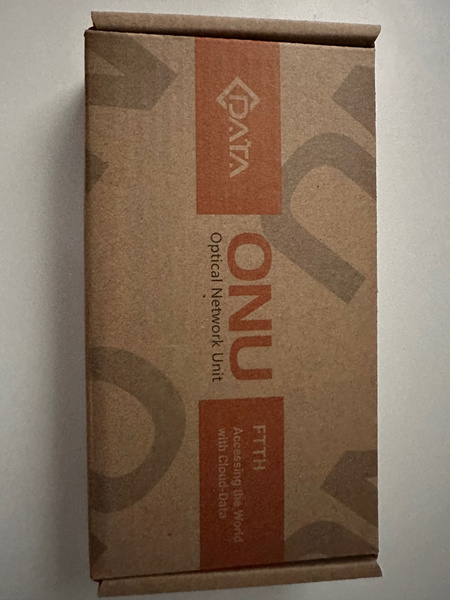 DATA
ONU
Optical Network Unit
FTTH
Accessing the World
with Cloud-Data